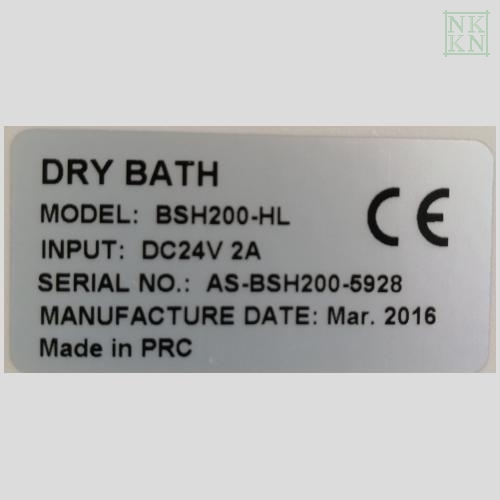 NK
KN
DRY BATH
MODEL: BSH200-HL
INPUT: DC24V 2A
SERIAL NO.: AS-BSH200-5928
MANUFACTURE DATE: Mar. 2016
Made in PRC
CE